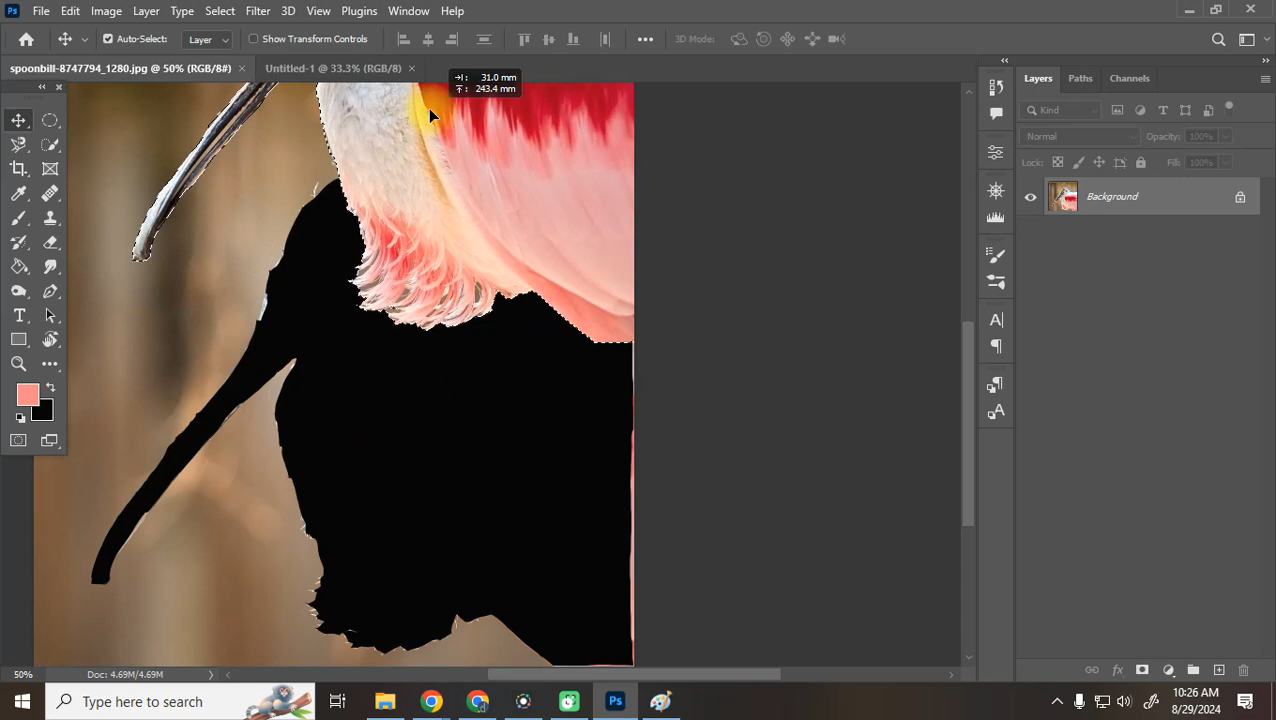 Ps File Edit Image Layer Type Select Filter 3D View Plugins Window Help
Auto-Select: Layer Show Transform Controls 3D Mode:
spoonbill-8747794_1280.jpg @ 50% (RGB/8#) × Untitled-1 @ 33.3% (RGB/8) ×
31.0 mm
243.4 mm
Layers Paths Channels
Kind
Normal Opacity: 100%
Lock: Fill: 100%
Background
50% Doc: 4.69M/4.69M
Type here to search
Ps
10:26 AM
8/29/2024